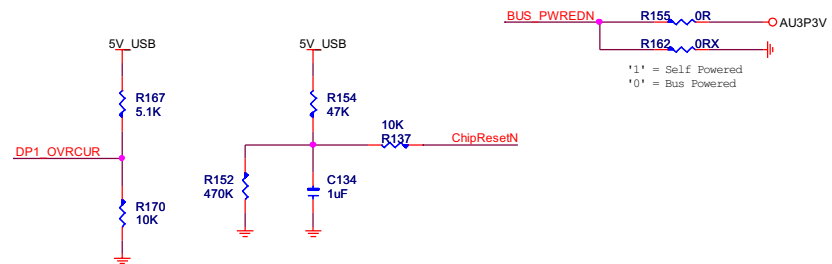 BUS_PWREDN
R155 0R
AU3P3V
R162 0RX
'1' = Self Powered
'0' = Bus Powered
5V_USB
5V_USB
R167
5.1K
R154
47K
10K
R137
ChipResetN
DP1_OVRCUR
R152
470K
C134
1uF
R170
10K